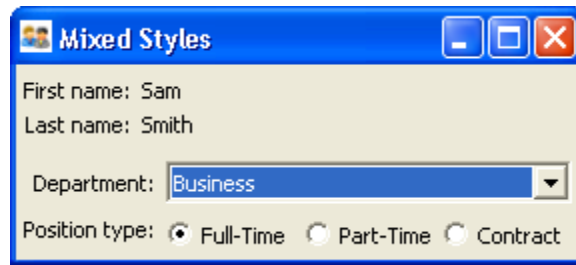 Mixed Styles
First name: Sam
Last name: Smith
Department: Business
Position type: Full-Time Part-Time Contract